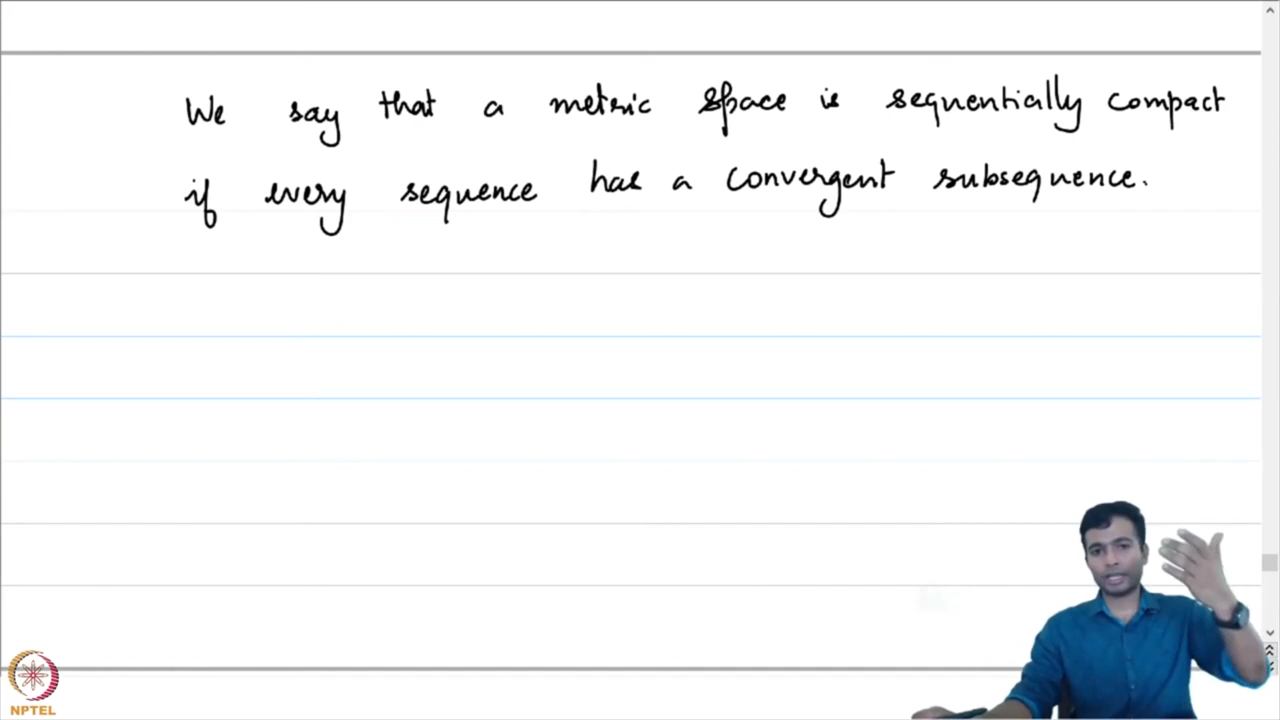 We say that a metric space is sequentially compact
if every sequence has a convergent subsequence.
NPTEL